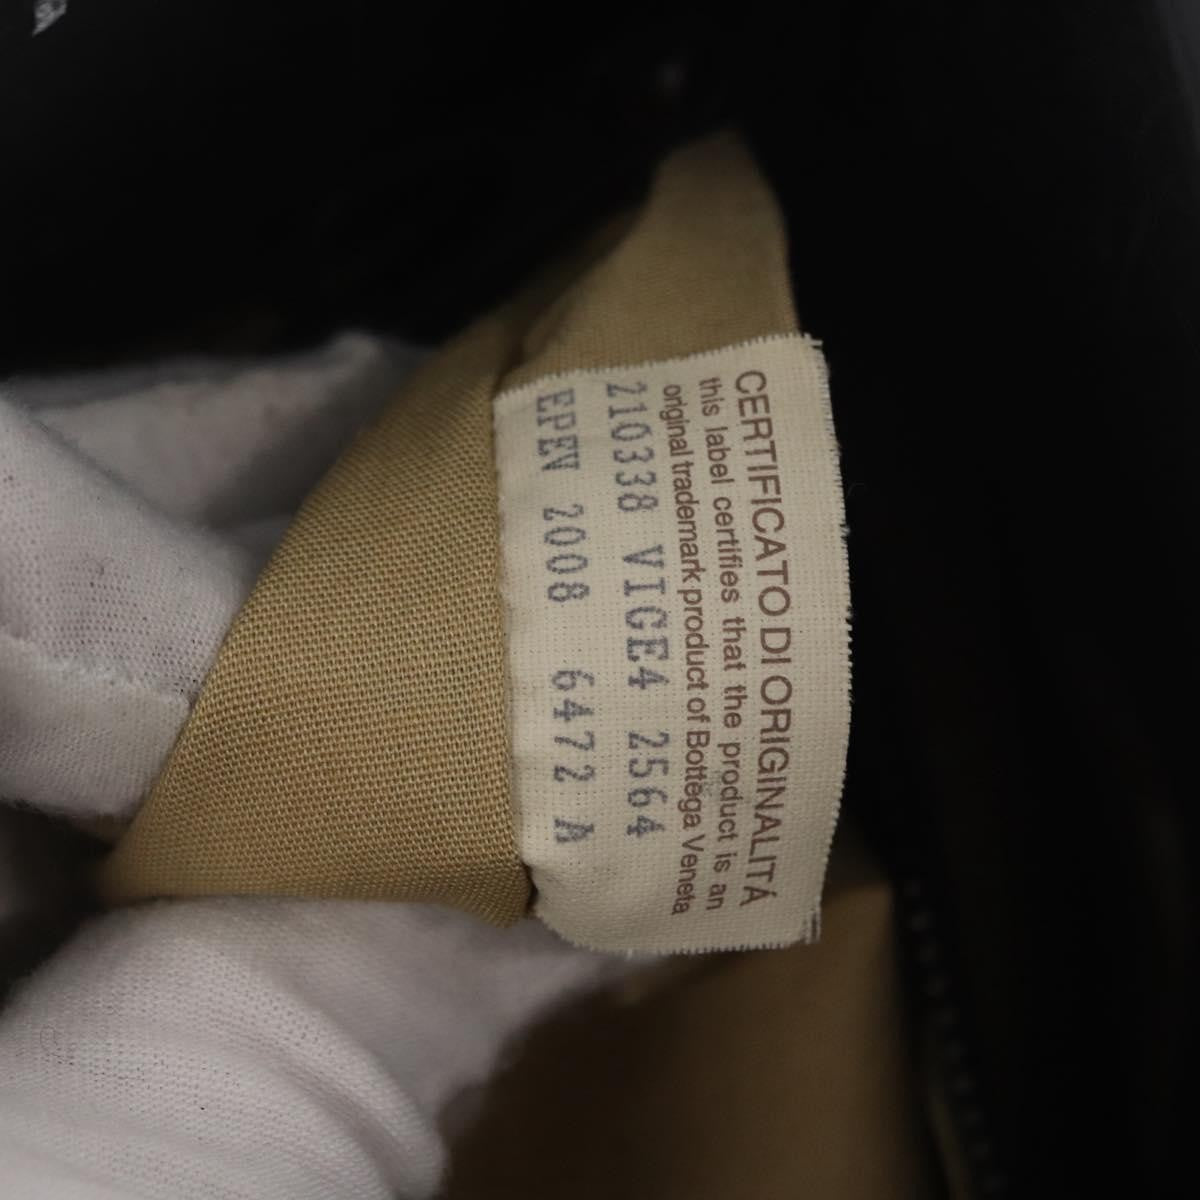 CERTIFICATO DI ORIGINALITÁ
this label certifies that the product is an
original trademark product of Bottega Veneta
210338 VIGE4 2564
EPEV 2008 6472 A